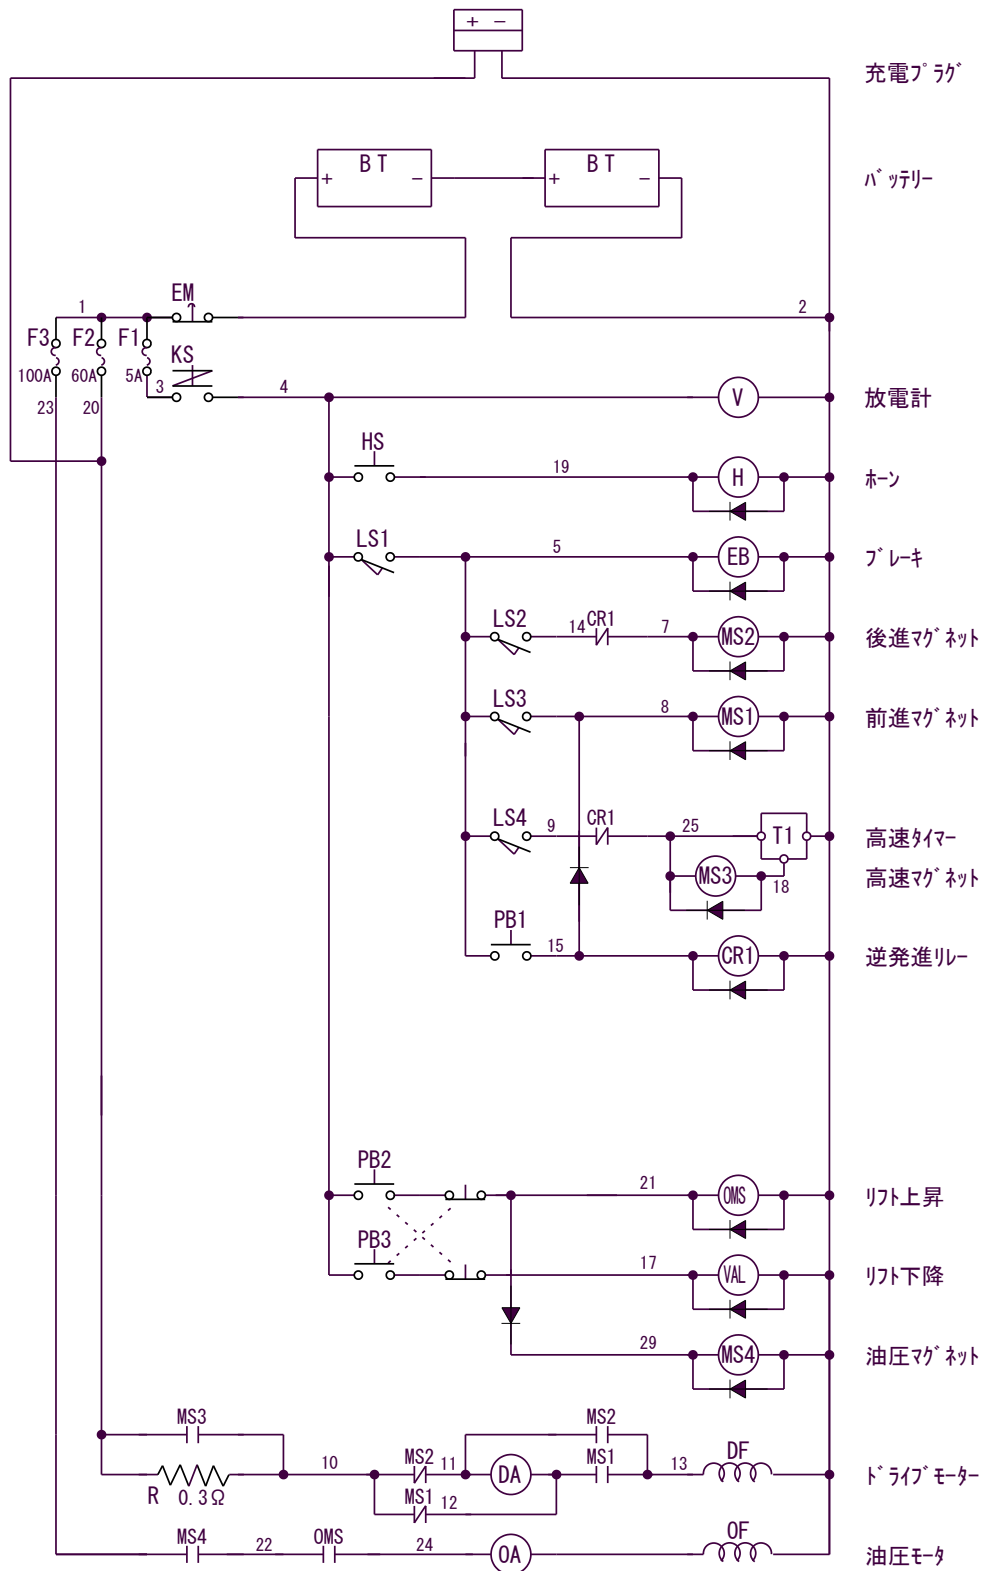 + -
充電プラグ
BT BT
+ - + -
バッテリー
1 EM 2
F3 F2 F1
KS
100A 60A 5A 3 4 V 放電計
23 20
HS 19 H ホーン
LS1 5 EB ブレーキ
LS2 14 CR1 7 MS2 後進マグネット
LS3 8 MS1 前進マグネット
LS4 9 CR1 25 T1 高速タイマー
MS3 18 高速マグネット
PB1 15 CR1 逆発進リレー
PB2 21 OMS リフト上昇
PB3 17 VAL リフト下降
29 MS4 油圧マグネット
MS3 MS2
10 MS2 11 DA MS1 13 DF ドライブモーター
R 0.3Ω MS1 12
MS4 22 OMS 24 OA OF 油圧モータ